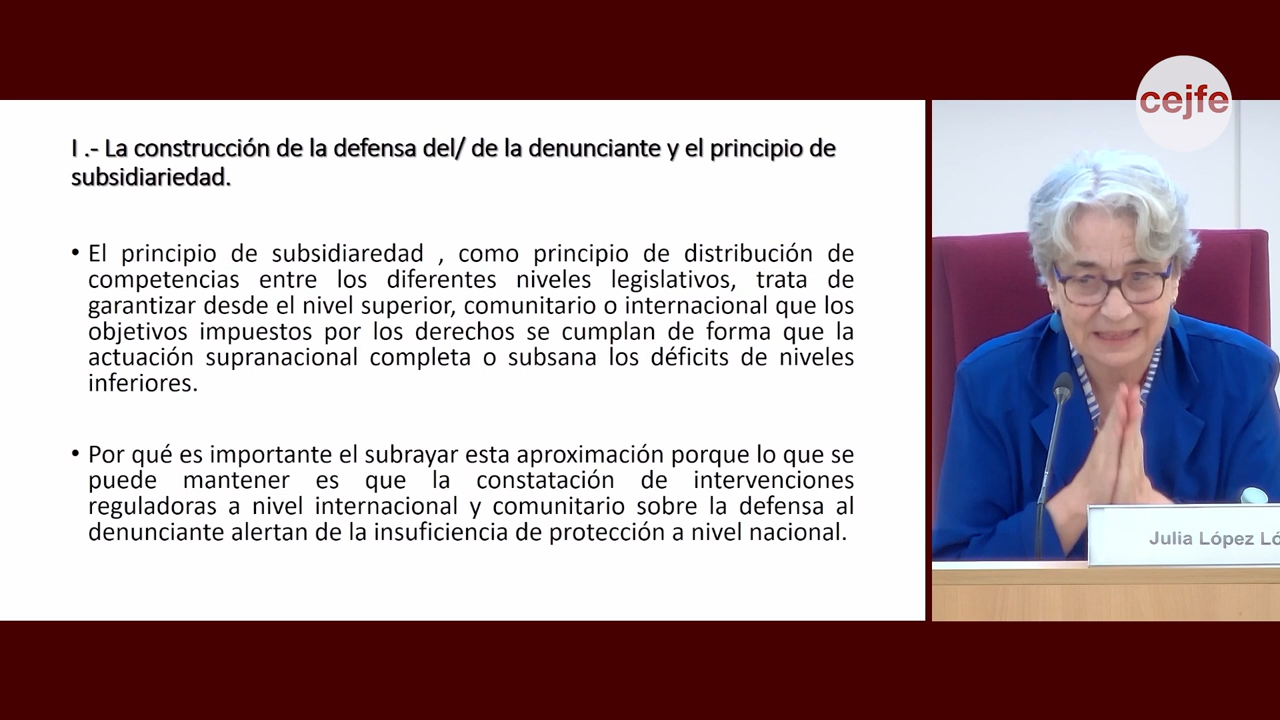 I .- La construcción de la defensa del/ de la denunciante y el principio de
subsidiariedad.
• El principio de subsidiaredad , como principio de distribución de
competencias entre los diferentes niveles legislativos, trata de
garantizar desde el nivel superior, comunitario o internacional que los
objetivos impuestos por los derechos se cumplan de forma que la
actuación supranacional completa o subsana los déficits de niveles
inferiores.
• Por qué es importante el subrayar esta aproximación porque lo que se
puede mantener es que la constatación de intervenciones
reguladoras a nivel internacional y comunitario sobre la defensa al
denunciante alertan de la insuficiencia de protección a nivel nacional.
cejfe
Julia López Ló